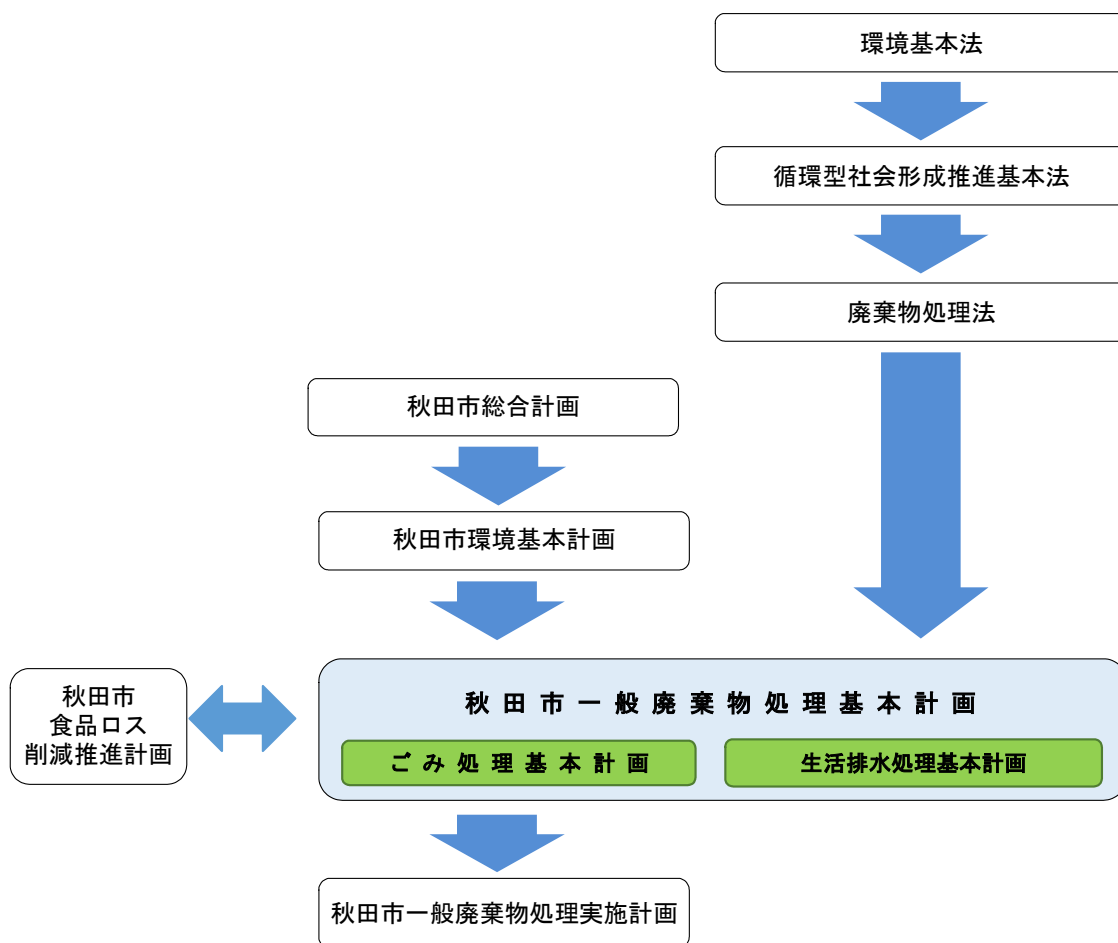 環境基本法
循環型社会形成推進基本法
廃棄物処理法
秋田市総合計画
秋田市環境基本計画
秋田市
食品ロス
削減推進計画
秋田市一般廃棄物処理基本計画
ごみ処理基本計画
生活排水処理基本計画
秋田市一般廃棄物処理実施計画